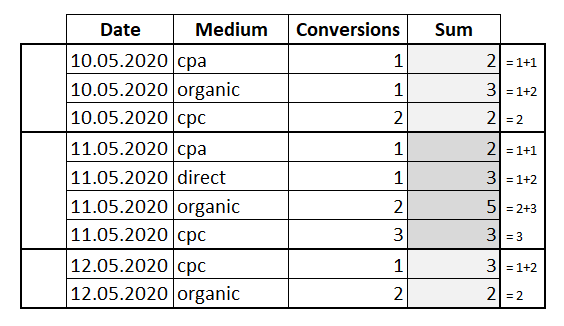 Date Medium Conversions Sum
10.05.2020 cpa 1 2 = 1+1
10.05.2020 organic 1 3 = 1+2
10.05.2020 cpc 2 2 = 2
11.05.2020 cpa 1 2 = 1+1
11.05.2020 direct 1 3 = 1+2
11.05.2020 organic 2 5 = 2+3
11.05.2020 cpc 3 3 = 3
12.05.2020 cpc 1 3 = 1+2
12.05.2020 organic 2 2 = 2